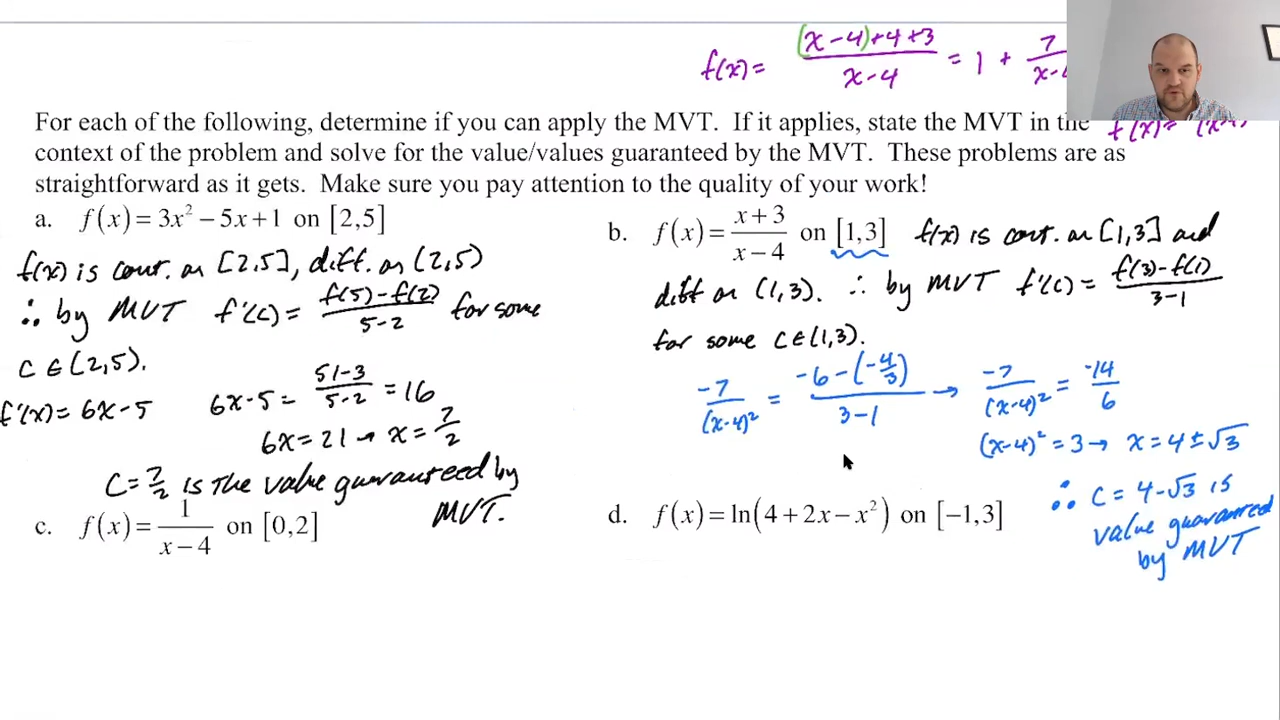 f(x) = (x-4)+4+3 / x-4 = 1 + 7 / x-
For each of the following, determine if you can apply the MVT. If it applies, state the MVT in the
f'(x) =
context of the problem and solve for the value/values guaranteed by the MVT. These problems are as
straightforward as it gets. Make sure you pay attention to the quality of your work!
a. f(x) = 3x² − 5x + 1 on [2,5]
f(x) is cont. on [2,5], diff. on (2,5)
∴ by MVT f'(c) = f(5)-f(2) / 5-2 for some
c ∈ (2,5).
f'(x) = 6x-5
6x-5 = 51-3 / 5-2 = 16
6x = 21 → x = 7/2
c = 7/2 is the value guaranteed by
MVT.
b. f(x) = x+3 / x−4 on [1,3] f(x) is cont. on [1,3] and
diff on (1,3). ∴ by MVT f'(c) = f(3)-f(1) / 3-1
for some c ∈ (1,3).
-7 / (x-4)² = -6-(-4/3) / 3-1 → -7 / (x-4)² = -14 / 6
(x-4)² = 3 → x = 4 ± √3
∴ c = 4-√3 is
value guaranteed
by MVT
c. f(x) = 1 / x−4 on [0,2]
d. f(x) = ln(4 + 2x − x²) on [−1,3]